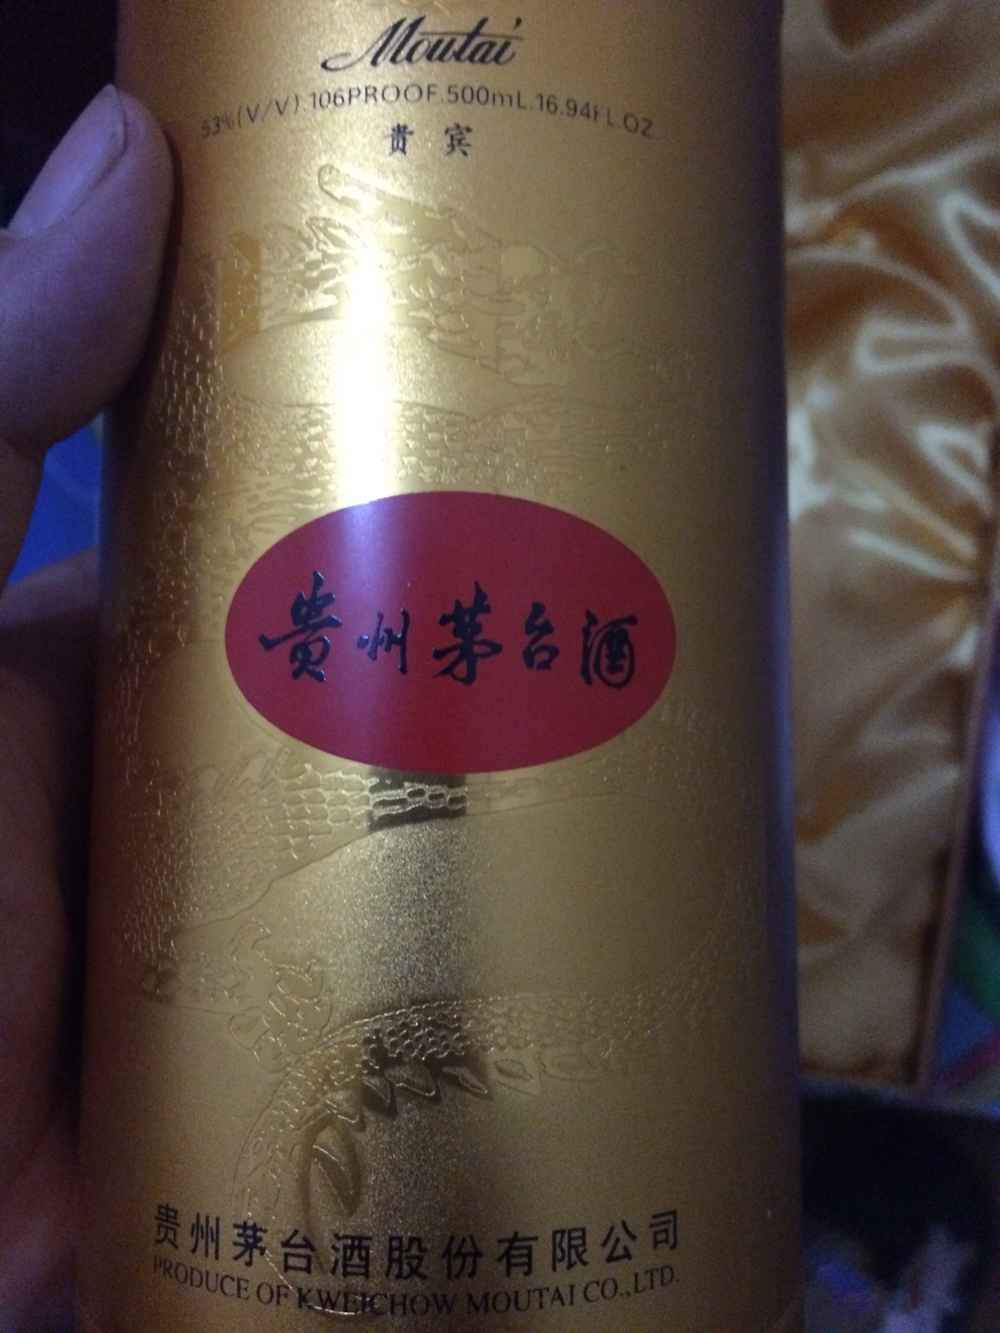 Moutai
53%(V/V).106PROOF.500mL.16.94FL.OZ
贵宾
贵州茅台酒
贵州茅台酒股份有限公司
PRODUCE OF KWEICHOW MOUTAI CO.,LTD.